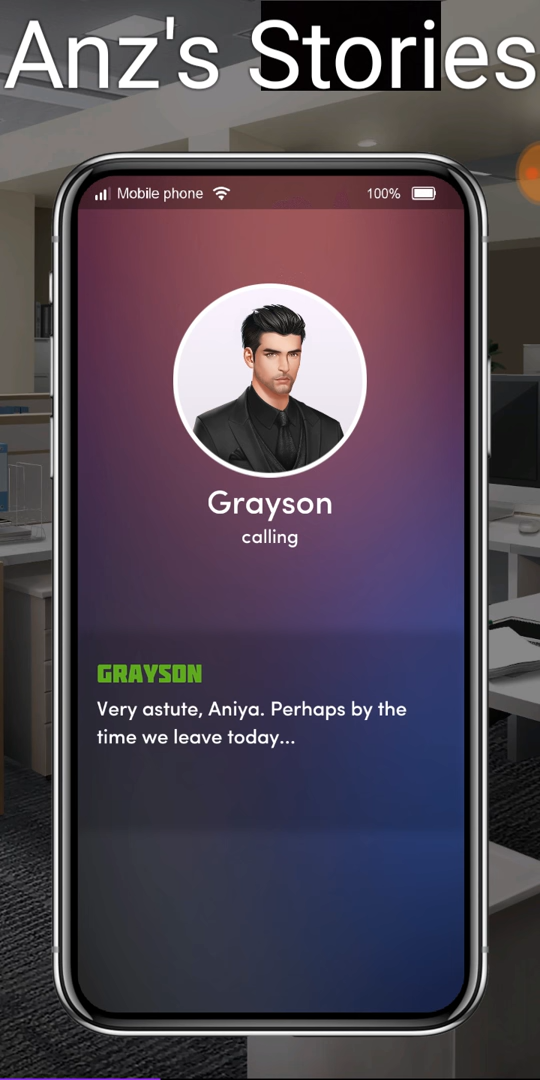 Anz's Stories
Mobile phone
100%
Grayson
calling
GRAYSON
Very astute, Aniya. Perhaps by the
time we leave today...